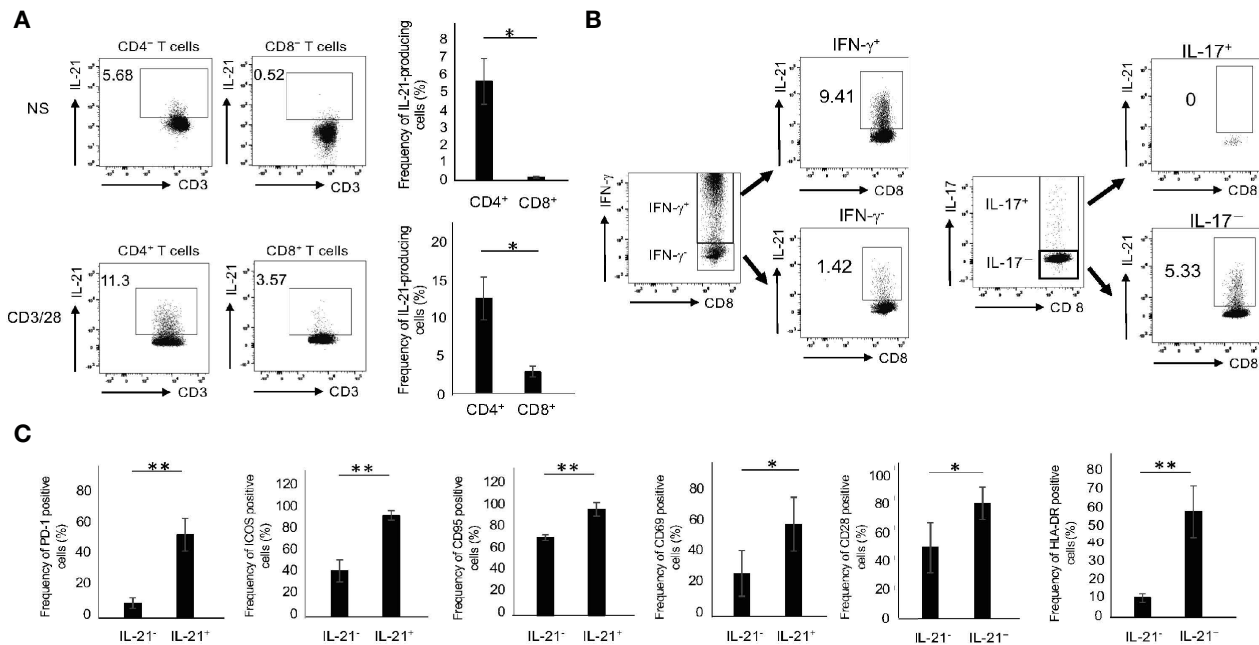 A
CD4⁻ T cells
CD8⁻ T cells
NS
IL-21
5.68
CD3
IL-21
0.52
CD3
Frequency of IL-21-producing
cells (%)
8
7
6
5
4
3
2
1
0
*
CD4⁺ CD8⁺
CD4⁺ T cells
CD8⁺ T cells
CD3/28
IL-21
11.3
CD3
IL-21
3.57
CD3
Frequency of IL-21-producing
cells (%)
20
15
10
5
0
*
CD4⁺ CD8⁺
B
IFN-γ
IFN-γ⁺
IFN-γ⁻
CD8
IFN-γ⁺
IL-21
9.41
CD8
IFN-γ⁻
IL-21
1.42
CD8
IL-17
IL-17⁺
IL-17⁻
CD 8
IL-17⁺
IL-21
0
CD8
IL-17⁻
IL-21
5.33
CD8
C
Frequency of PD-1 positive
cells (%)
80
60
40
20
0
**
IL-21⁻ IL-21⁺
Frequency of ICOS positive
cells (%)
120
100
80
60
40
20
0
**
IL-21⁻ IL-21⁺
Frequency of CD95 positive
cells (%)
120
100
80
60
40
20
0
**
IL-21⁻ IL-21⁺
Frequency of CD69 positive
cells (%)
80
60
40
20
0
*
IL-21⁻ IL-21⁺
Frequency of CD28 positive
cells (%)
100
80
60
40
20
0
*
IL-21⁻ IL-21⁻
Frequency of HLA-DR positive
cells(%)
80
70
60
50
40
30
20
10
0
**
IL-21⁻ IL-21⁻